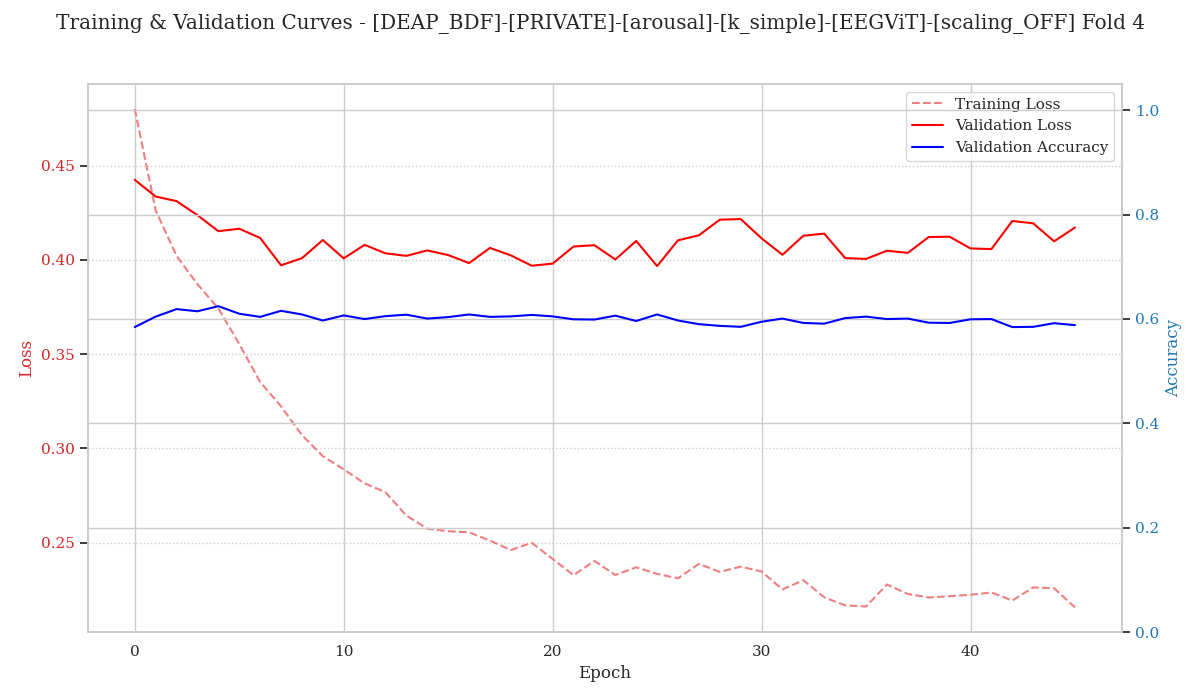 Training & Validation Curves - [DEAP_BDF]-[PRIVATE]-[arousal]-[k_simple]-[EEGViT]-[scaling_OFF] Fold 4
Training Loss
Validation Loss
Validation Accuracy
Loss
0.45
0.40
0.35
0.30
0.25
1.0
0.8
0.6
0.4
0.2
0.0
Accuracy
0 10 20 30 40
Epoch